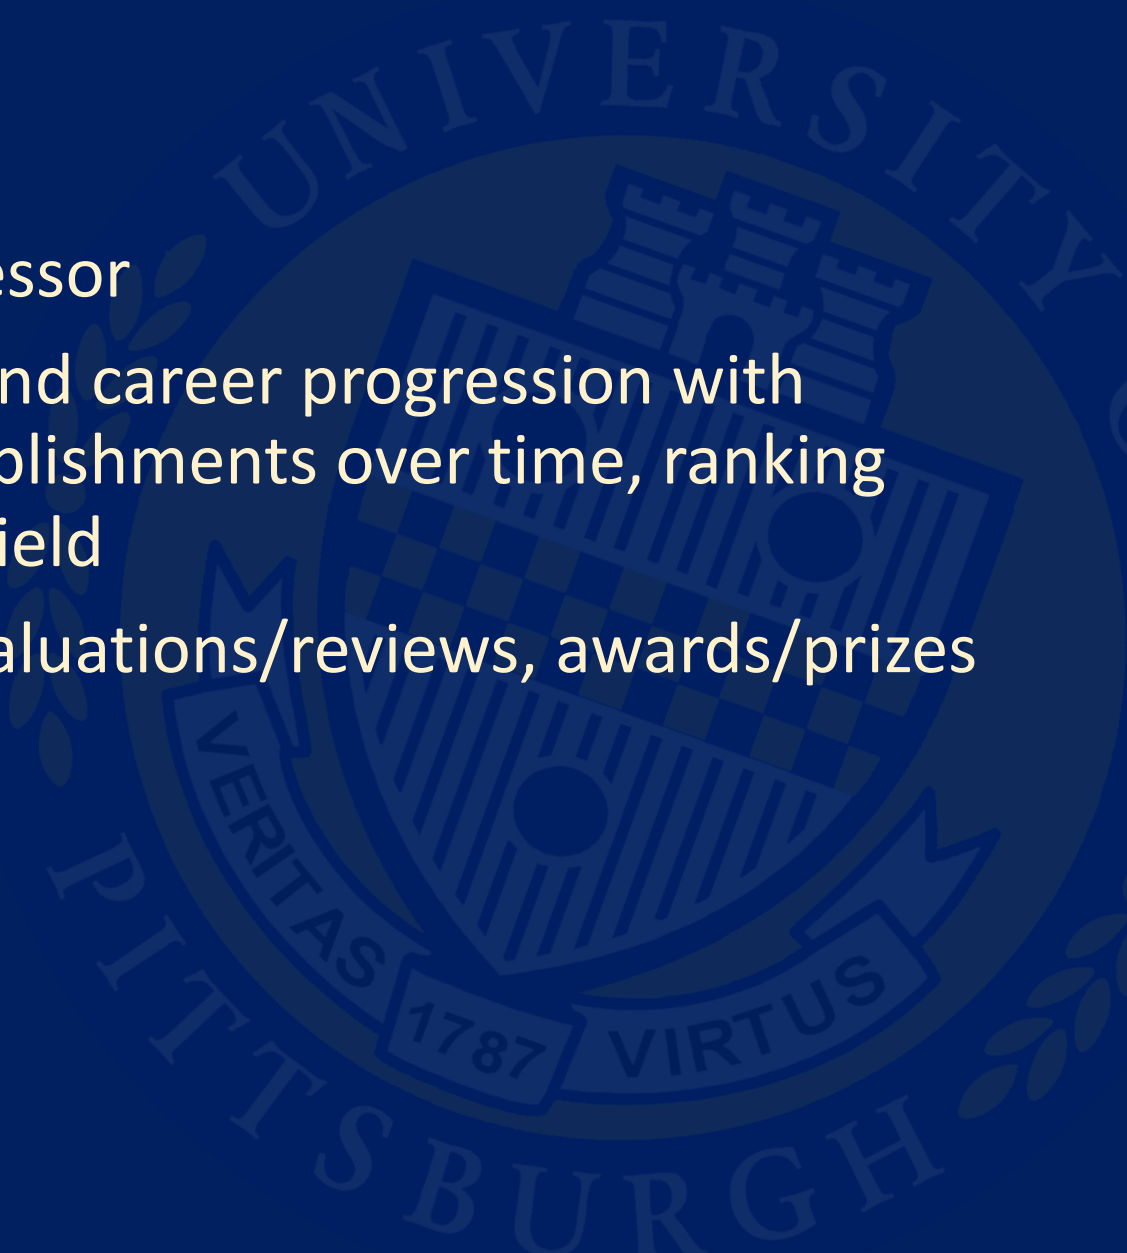 UNIVERSITY
essor
nd career progression with
plishments over time, ranking
ield
aluations/reviews, awards/prizes
VERITAS
1787
VIRTUS
PITTSBURGH